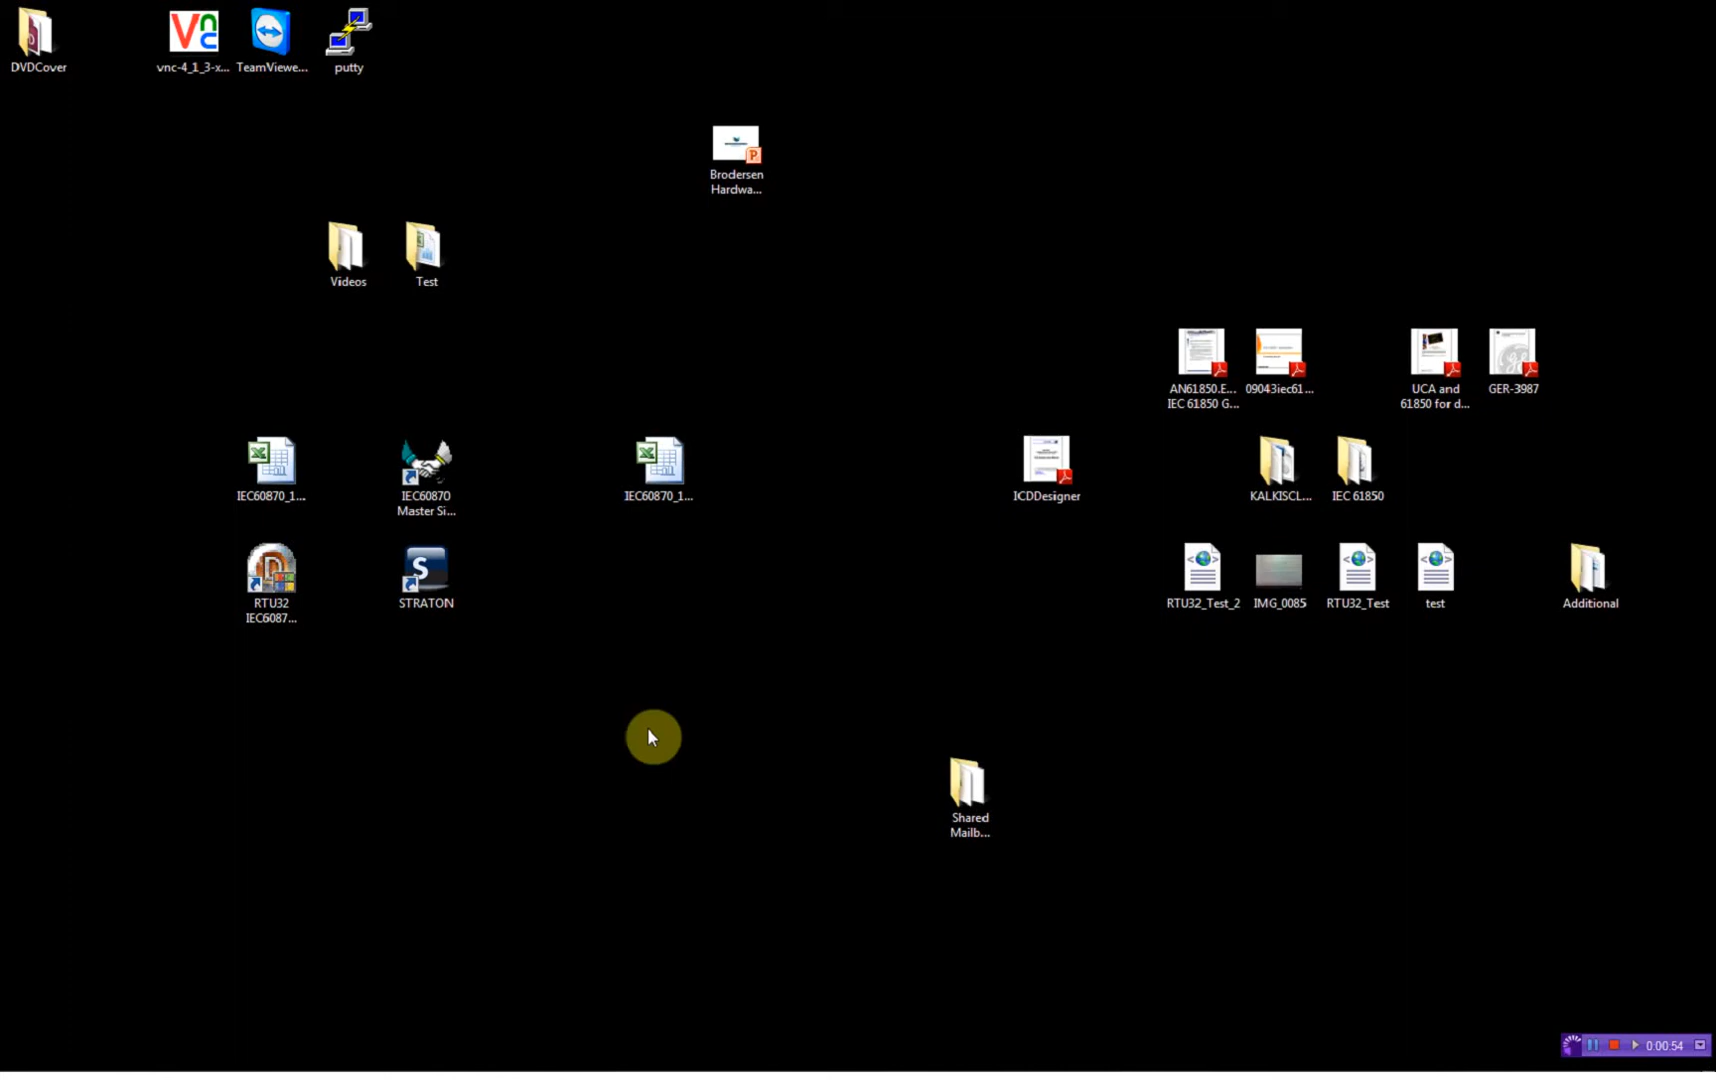 DVDCover
vnc-4_1_3-x...
TeamViewe...
putty
Brodersen
Hardwa...
Videos
Test
AN61850.E...
IEC 61850 G...
09043iec61...
UCA and
61850 for d...
GER-3987
IEC60870_1...
IEC60870
Master Si...
IEC60870_1...
ICDDesigner
KALKISCL...
IEC 61850
RTU32
IEC6087...
STRATON
RTU32_Test_2
IMG_0085
RTU32_Test
test
Additional
Shared
Mailb...
0:00:54